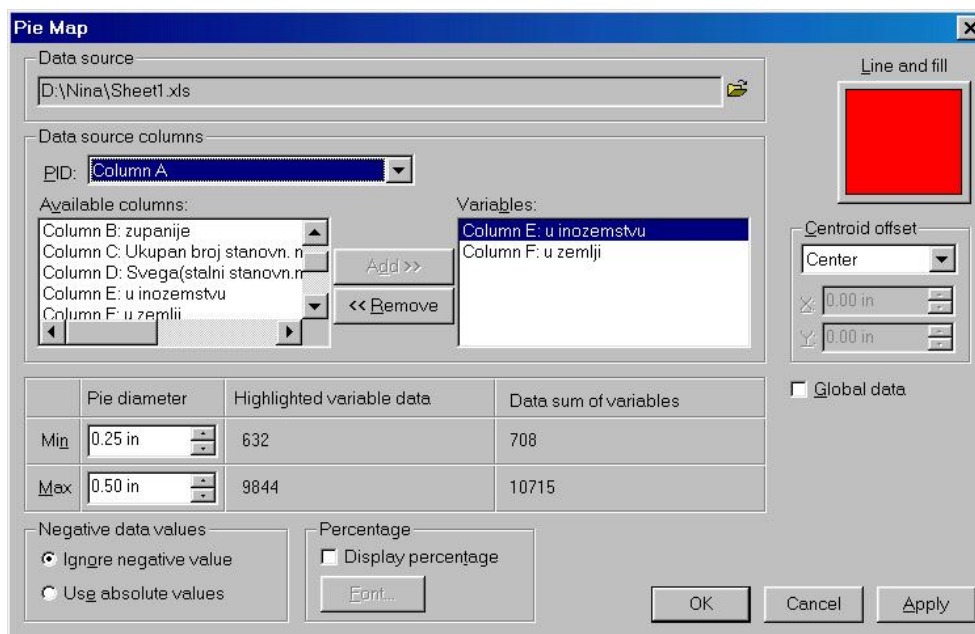 Pie Map
Data source
D:\Nina\Sheet1.xls
Line and fill
Data source columns
PID: Column A
Available columns:
Column B: zupanije
Column C: Ukupan broj stanovn. n
Column D: Svega(stalni stanovn.n
Column E: u inozemstvu
Column F: u zemlji
Add >>
<< Remove
Variables:
Column E: u inozemstvu
Column F: u zemlji
Centroid offset
Center
X: 0.00 in
Y: 0.00 in
Global data
Pie diameter Highlighted variable data Data sum of variables
Min 0.25 in 632 708
Max 0.50 in 9844 10715
Negative data values
Ignore negative value
Use absolute values
Percentage
Display percentage
Font...
OK Cancel Apply